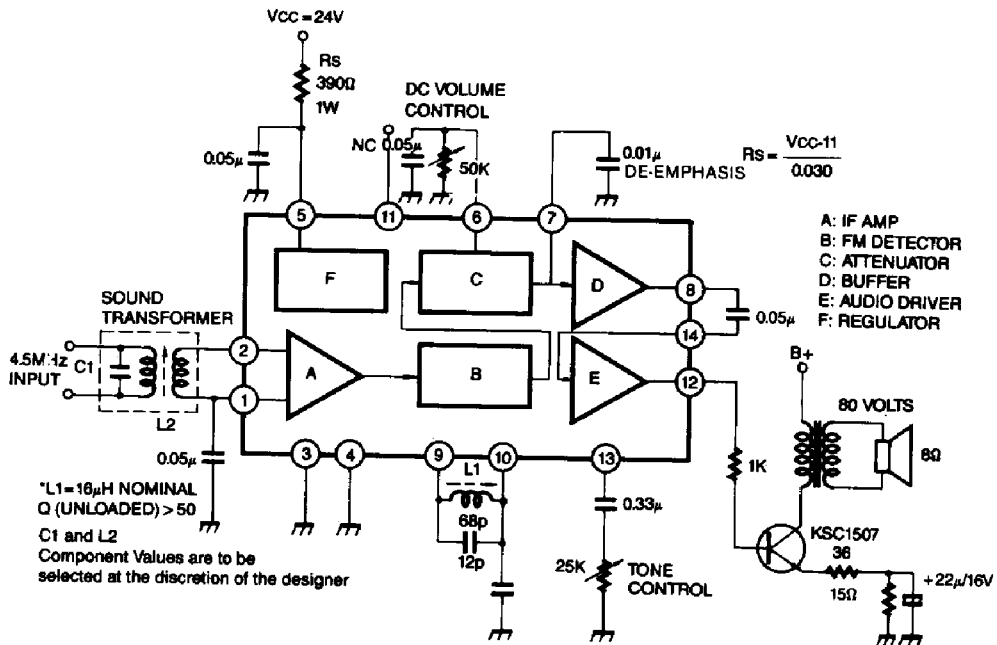 VCC = 24V
Rs
390Ω
1W
DC VOLUME
CONTROL
0.05μ
NC
0.05μ
50K
0.01μ
DE-EMPHASIS
Rs = VCC-11
0.030
5
11
6
7
A: IF AMP
B: FM DETECTOR
C: ATTENUATOR
D: BUFFER
E: AUDIO DRIVER
F: REGULATOR
F
C
D
8
SOUND
TRANSFORMER
0.05μ
14
4.5MHz
INPUT
C1
2
A
B
E
12
B+
1
L2
80 VOLTS
0.05μ
3
4
9
10
13
L1
1K
8Ω
*L1=16μH NOMINAL
Q (UNLOADED) > 50
68p
0.33μ
C1 and L2
Component Values are to be
selected at the discretion of the designer
12p
KSC1507
36
25K
TONE
CONTROL
15Ω
+22μ/16V